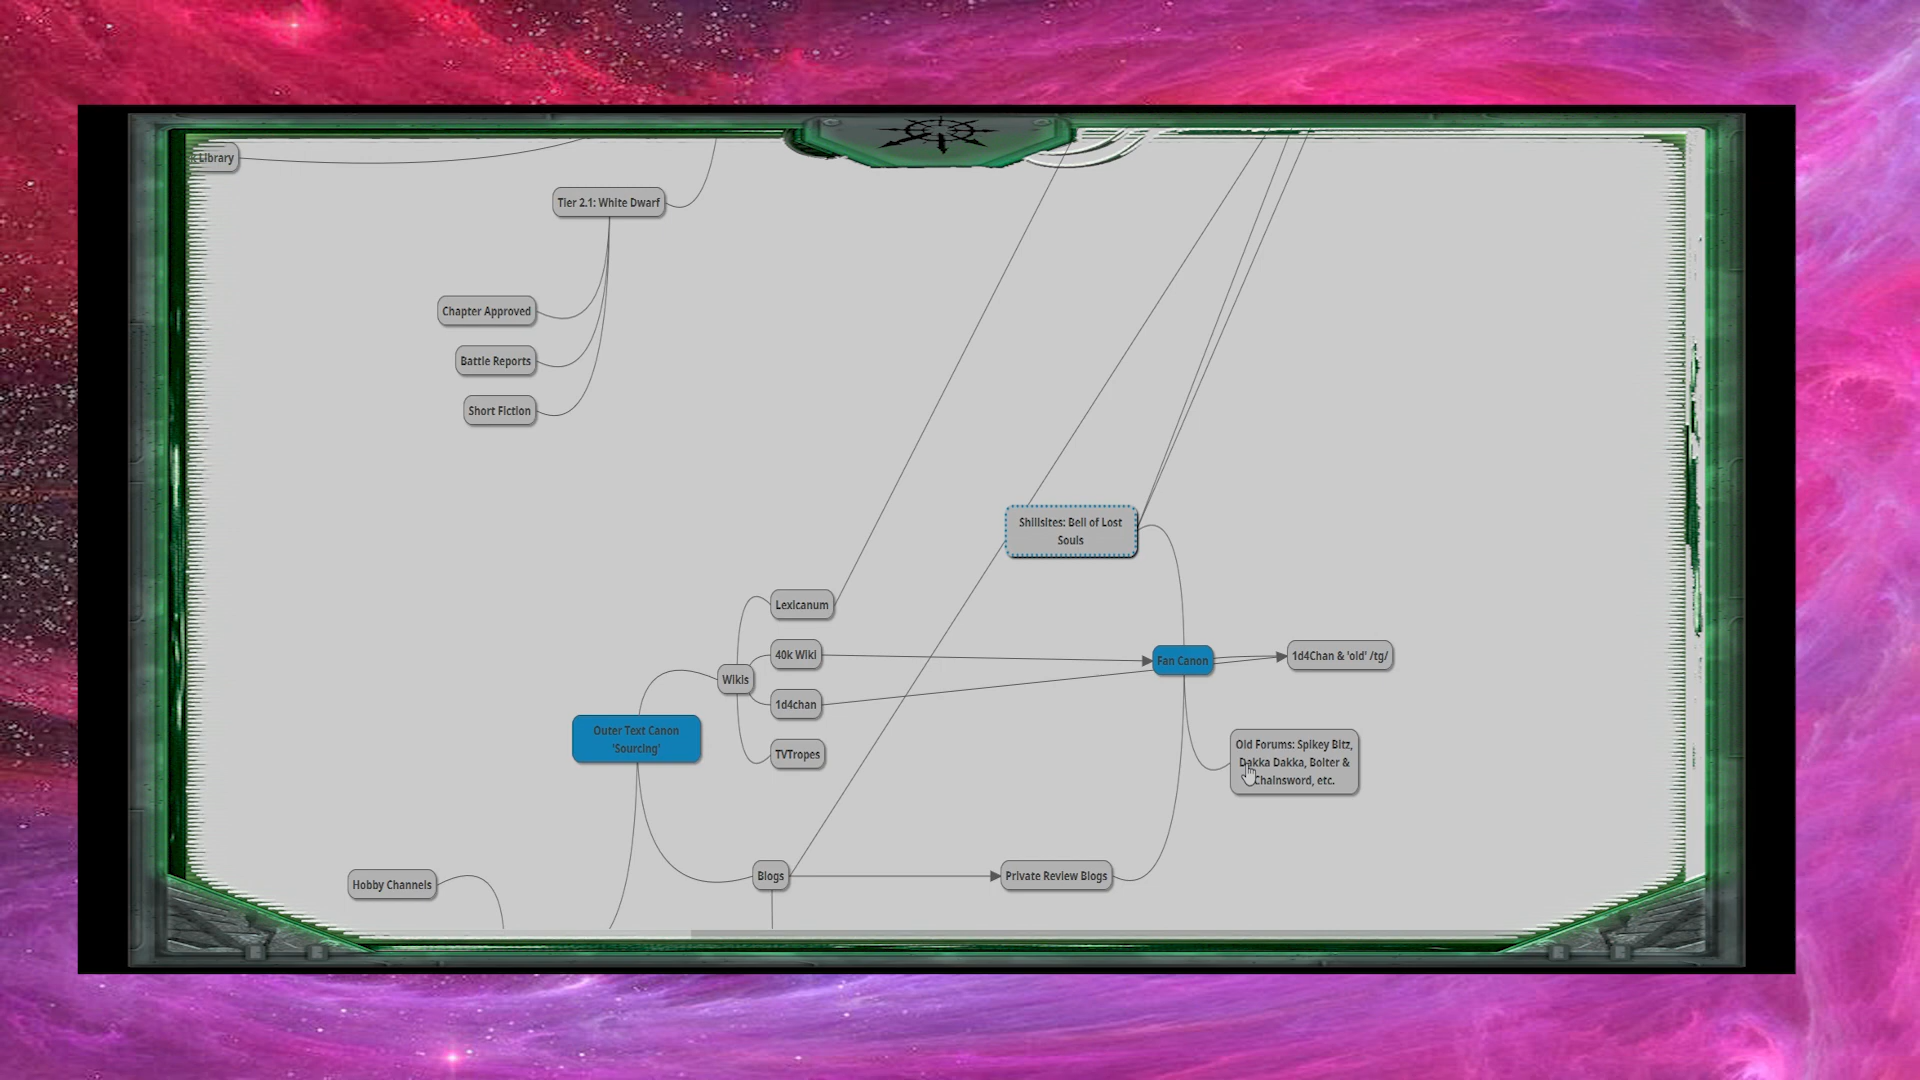 k Library
Tier 2.1: White Dwarf
Chapter Approved
Battle Reports
Short Fiction
Shillsites: Bell of Lost
Souls
Lexicanum
40k Wiki
Wikis
1d4chan
TVTropes
Outer Text Canon
'Sourcing'
Fan Canon
1d4Chan & 'old' /tg/
Old Forums: Spikey Bitz,
Dakka Dakka, Bolter &
Chainsword, etc.
Blogs
Private Review Blogs
Hobby Channels